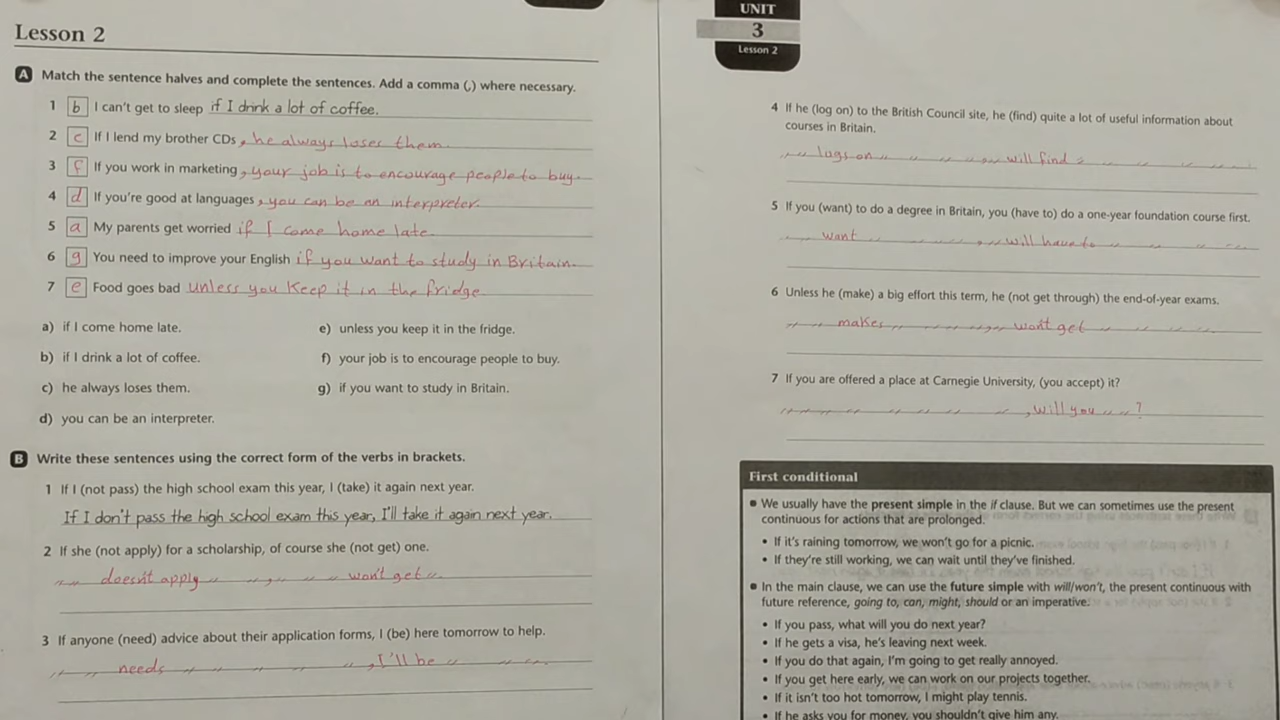 Lesson 2
A Match the sentence halves and complete the sentences. Add a comma (,) where necessary.
1 b I can't get to sleep if I drink a lot of coffee.
2 c If I lend my brother CDs, he always loses them.
3 f If you work in marketing, your job is to encourage people to buy.
4 d If you're good at languages, you can be an interpreter.
5 a My parents get worried if I come home late.
6 g You need to improve your English if you want to study in Britain.
7 e Food goes bad unless you keep it in the fridge
a) if I come home late.
e) unless you keep it in the fridge.
b) if I drink a lot of coffee.
f) your job is to encourage people to buy.
c) he always loses them.
g) if you want to study in Britain.
d) you can be an interpreter.
B Write these sentences using the correct form of the verbs in brackets.
1 If I (not pass) the high school exam this year, I (take) it again next year.
If I don't pass the high school exam this year, I'll take it again next year.
2 If she (not apply) for a scholarship, of course she (not get) one.
" " doesn't apply " " , " " " won't get " .
3 If anyone (need) advice about their application forms, I (be) here tomorrow to help.
" " needs " " " " " , I'll be " " " .
UNIT
3
Lesson 2
4 If he (log on) to the British Council site, he (find) quite a lot of useful information about
courses in Britain.
" " logs on " " " " , " will find " " " " "
5 If you (want) to do a degree in Britain, you (have to) do a one-year foundation course first.
" " want " " " " , " will have to " " " "
6 Unless he (make) a big effort this term, he (not get through) the end-of-year exams.
" " makes " " " " , " wont get " " " "
7 If you are offered a place at Carnegie University, (you accept) it?
" " " " " " " " , will you " " ?
First conditional
• We usually have the present simple in the if clause. But we can sometimes use the present
continuous for actions that are prolonged.
• If it's raining tomorrow, we won't go for a picnic.
• If they're still working, we can wait until they've finished.
• In the main clause, we can use the future simple with will/won't, the present continuous with
future reference, going to, can, might, should or an imperative.
• If you pass, what will you do next year?
• If he gets a visa, he's leaving next week.
• If you do that again, I'm going to get really annoyed.
• If you get here early, we can work on our projects together.
• If it isn't too hot tomorrow, I might play tennis.
• If he asks you for money, you shouldn't give him any.